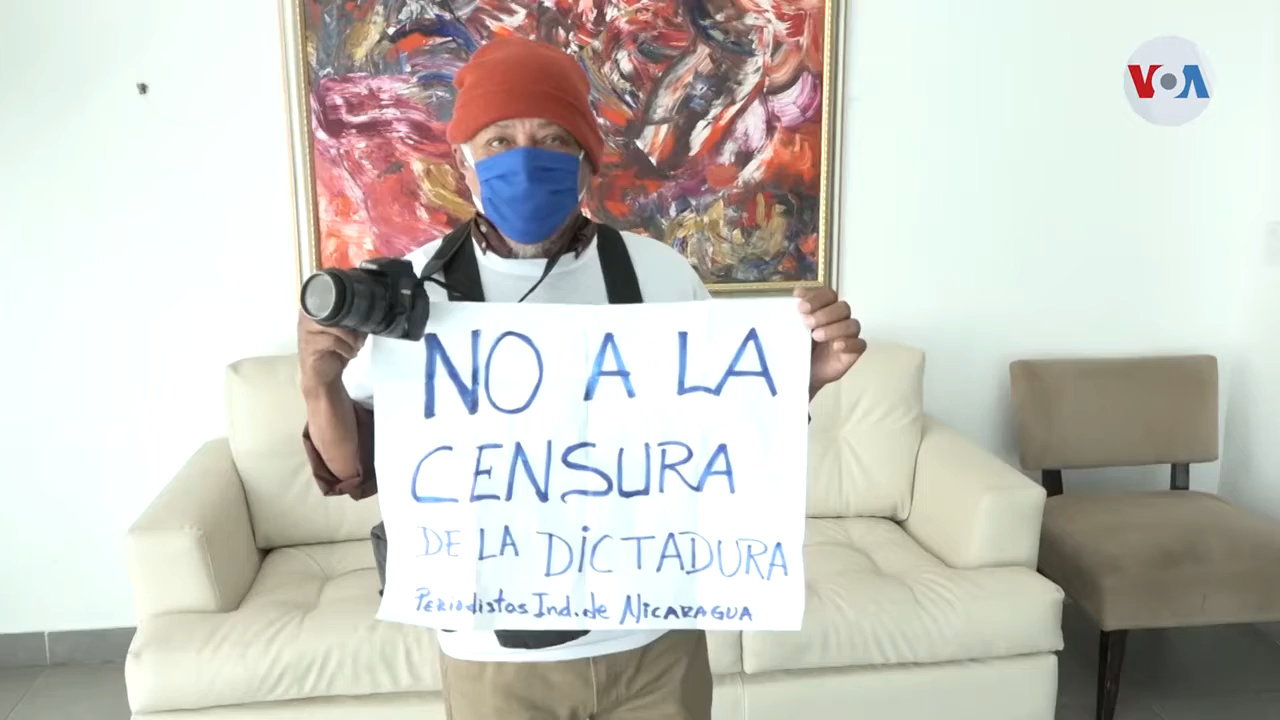 VOA
NO A LA
CENSURA
DE LA DICTADURA
Periodistas Ind. de NICARAGUA